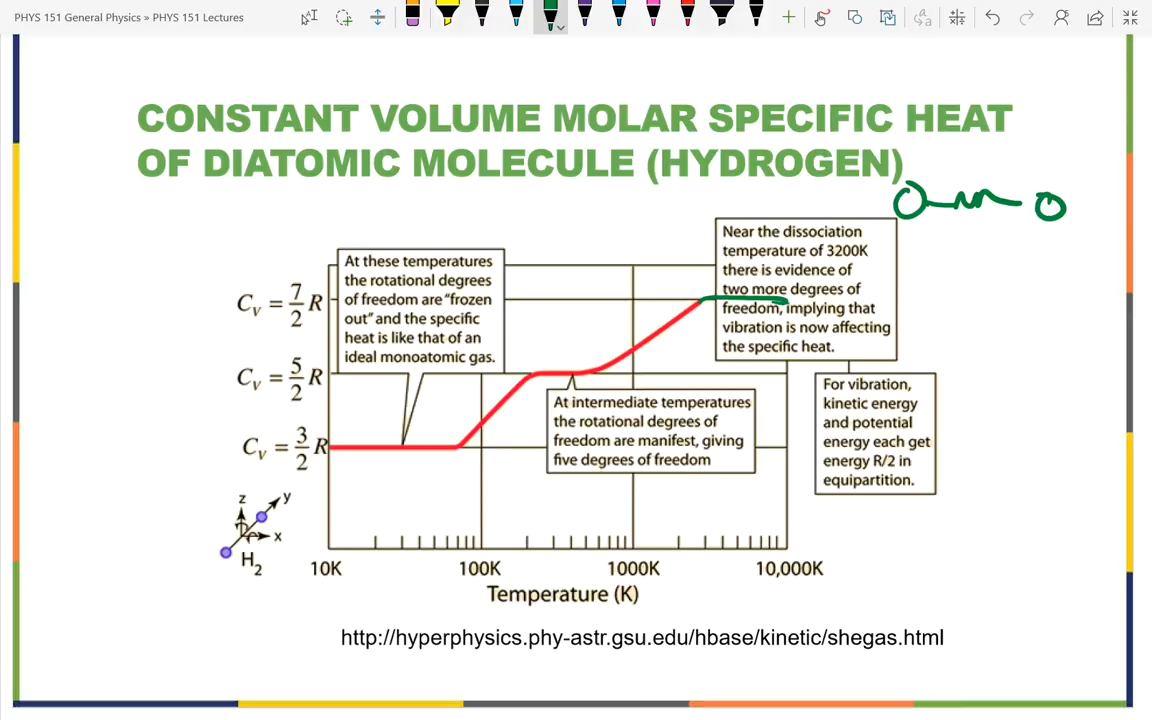 PHYS 151 General Physics » PHYS 151 Lectures
CONSTANT VOLUME MOLAR SPECIFIC HEAT
OF DIATOMIC MOLECULE (HYDROGEN)
At these temperatures
the rotational degrees
of freedom are "frozen
out" and the specific
heat is like that of an
ideal monoatomic gas.
Near the dissociation
temperature of 3200K
there is evidence of
two more degrees of
freedom, implying that
vibration is now affecting
the specific heat.
C_V = 7/2 R
C_V = 5/2 R
C_V = 3/2 R
At intermediate temperatures
the rotational degrees of
freedom are manifest, giving
five degrees of freedom
For vibration,
kinetic energy
and potential
energy each get
energy R/2 in
equipartition.
z
y
x
H₂
10K 100K 1000K 10,000K
Temperature (K)
http://hyperphysics.phy-astr.gsu.edu/hbase/kinetic/shegas.html